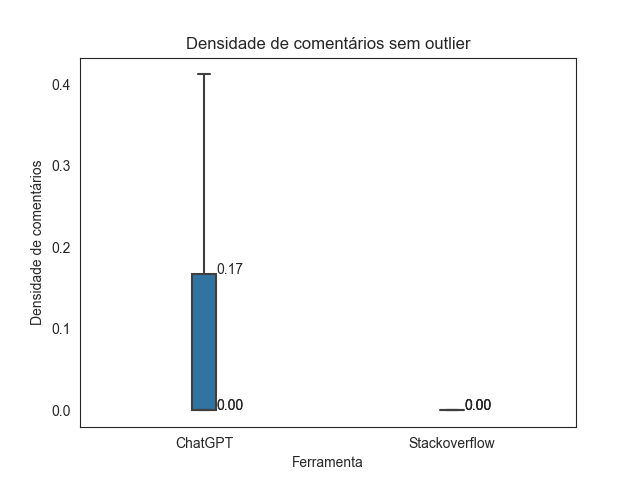 Densidade de comentários sem outlier
0.4
0.3
0.2
0.1
0.0
Densidade de comentários
0.17
0.00
0.00
ChatGPT
Stackoverflow
Ferramenta